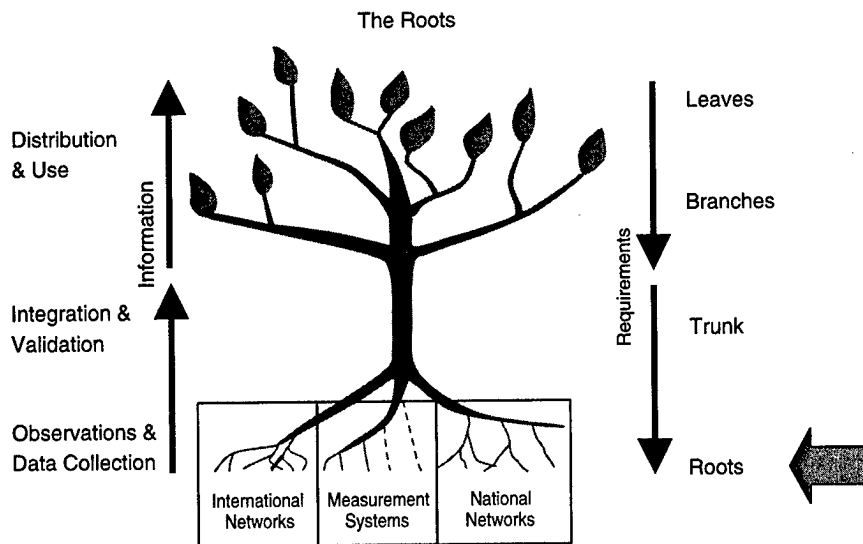 The Roots
Distribution
& Use
Information
Integration &
Validation
Observations &
Data Collection
International
Networks
Measurement
Systems
National
Networks
Requirements
Leaves
Branches
Trunk
Roots